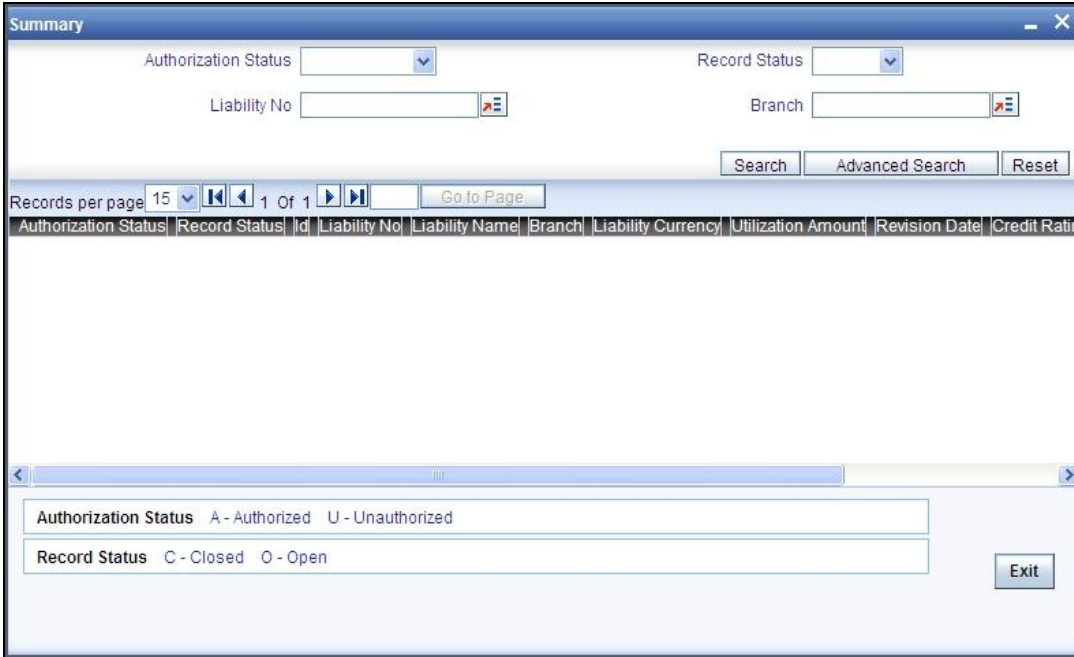 Summary
Authorization Status Record Status
Liability No Branch
Search Advanced Search Reset
Records per page 15 1 Of 1 Go to Page
Authorization Status Record Status Id Liability No Liability Name Branch Liability Currency Utilization Amount Revision Date Credit Ratin
Authorization Status A - Authorized U - Unauthorized
Record Status C - Closed O - Open
Exit